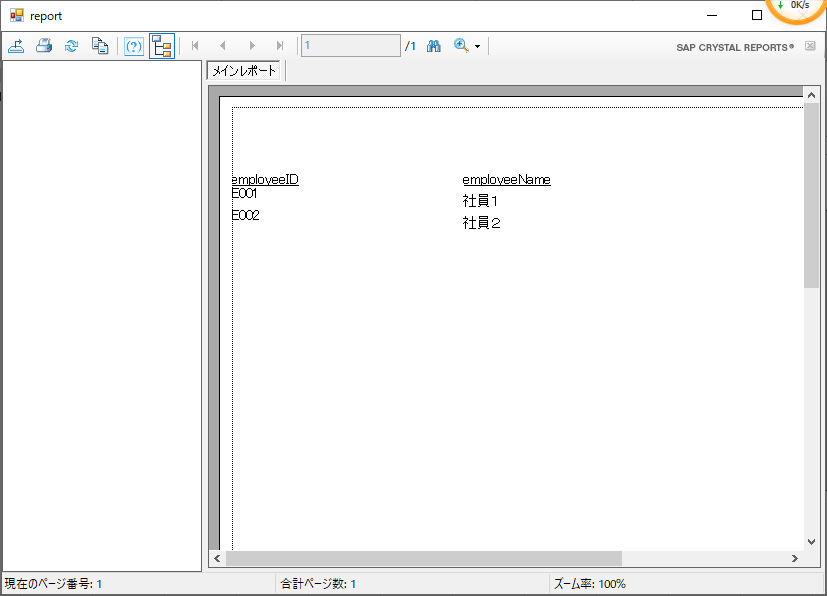 report
0K/s
1
/1
SAP CRYSTAL REPORTS®
メインレポート
employeeID employeeName
E001 社員1
E002 社員2
現在のページ番号: 1 合計ページ数: 1 ズーム率: 100%